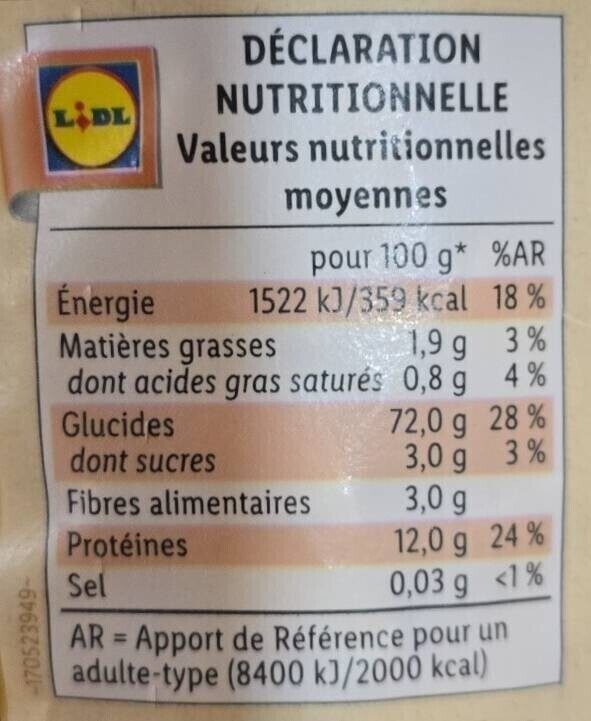 LIDL
DÉCLARATION
NUTRITIONNELLE
Valeurs nutritionnelles
moyennes
pour 100 g* %AR
Énergie 1522 kJ/359 kcal 18 %
Matières grasses 1,9 g 3 %
dont acides gras saturés 0,8 g 4 %
Glucides 72,0 g 28 %
dont sucres 3,0 g 3 %
Fibres alimentaires 3,0 g
Protéines 12,0 g 24 %
Sel 0,03 g <1 %
AR = Apport de Référence pour un
adulte-type (8400 kJ/2000 kcal)
-170523949-